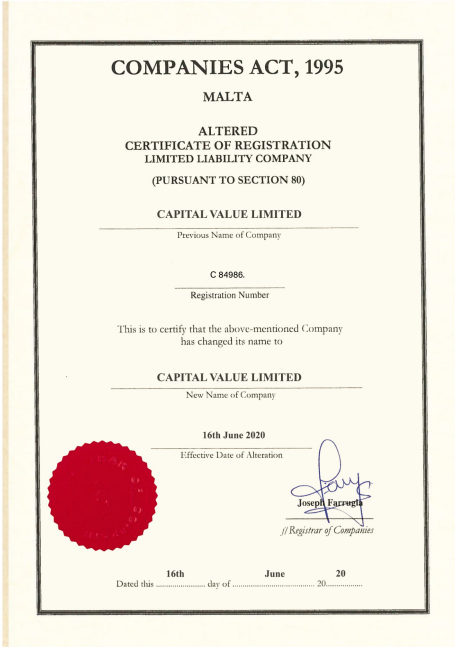 COMPANIES ACT, 1995
MALTA
ALTERED
CERTIFICATE OF REGISTRATION
LIMITED LIABILITY COMPANY
(PURSUANT TO SECTION 80)
CAPITAL VALUE LIMITED
Previous Name of Company
C 84986.
Registration Number
This is to certify that the above-mentioned Company
has changed its name to
CAPITAL VALUE LIMITED
New Name of Company
16th June 2020
Effective Date of Alteration
Joseph Farrugia
// Registrar of Companies
16th June 20
Dated this ...................... day of .................................... 20................